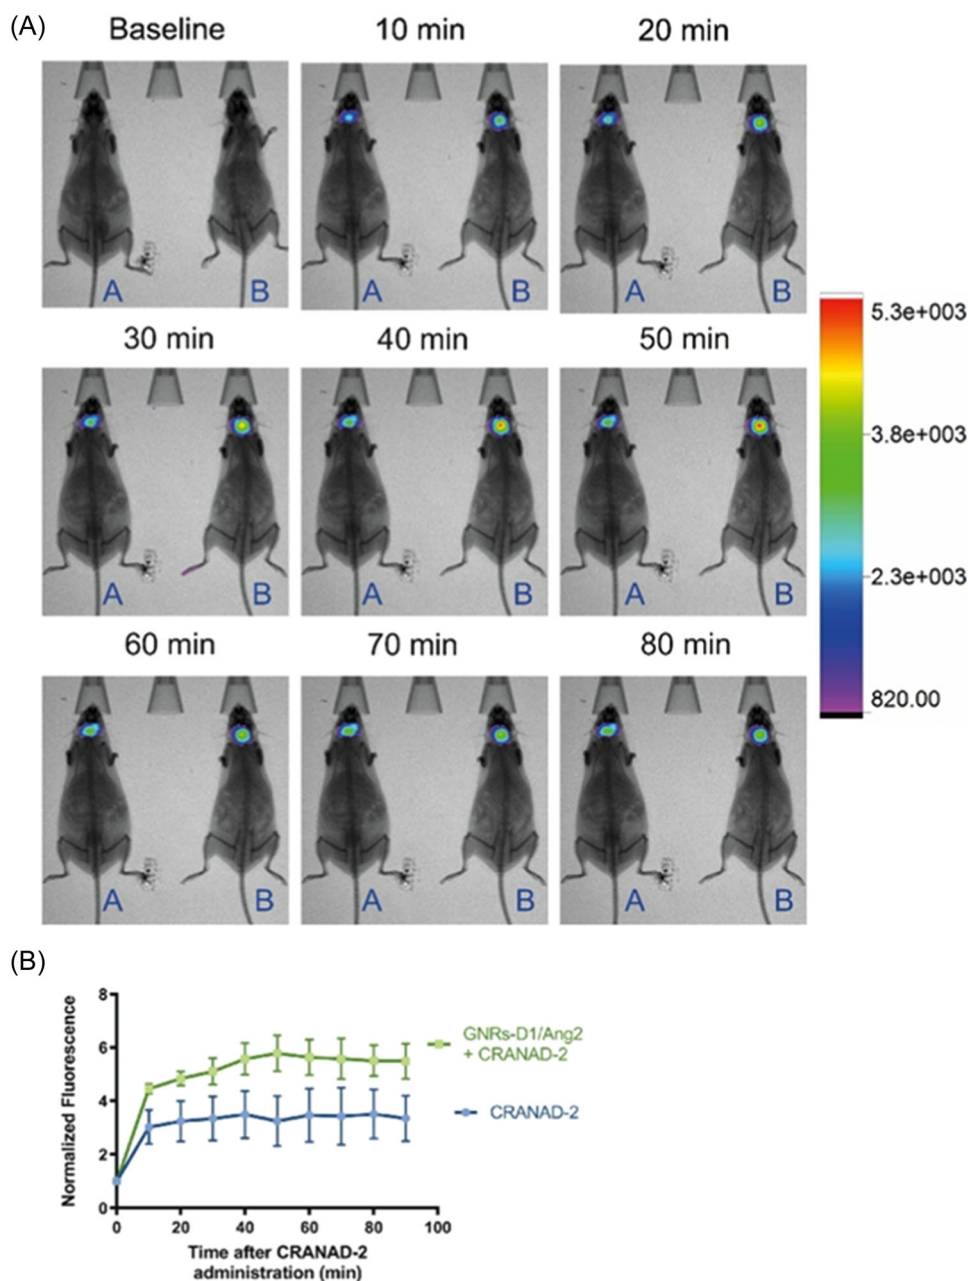 (A)
Baseline 10 min 20 min
A B A B A B
30 min 40 min 50 min
A B A B A B
60 min 70 min 80 min
A B A B A B
5.3e+003
3.8e+003
2.3e+003
820.00
(B)
Normalized Fluorescence
8
6
4
2
0
0 20 40 60 80 100
Time after CRANAD-2
administration (min)
GNRs-D1/Ang2
+ CRANAD-2
CRANAD-2